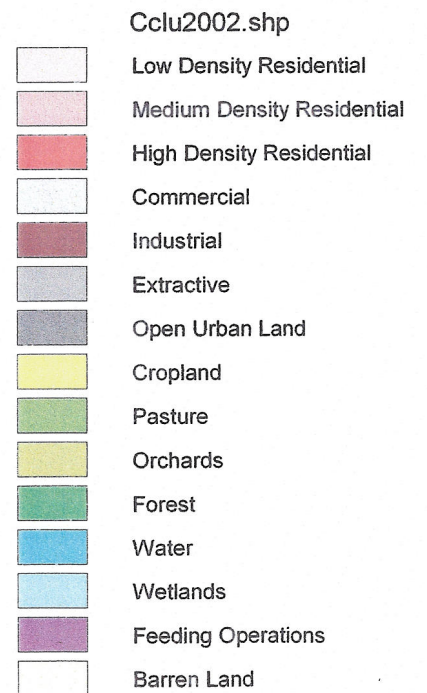 Cclu2002.shp
Low Density Residential
Medium Density Residential
High Density Residential
Commercial
Industrial
Extractive
Open Urban Land
Cropland
Pasture
Orchards
Forest
Water
Wetlands
Feeding Operations
Barren Land